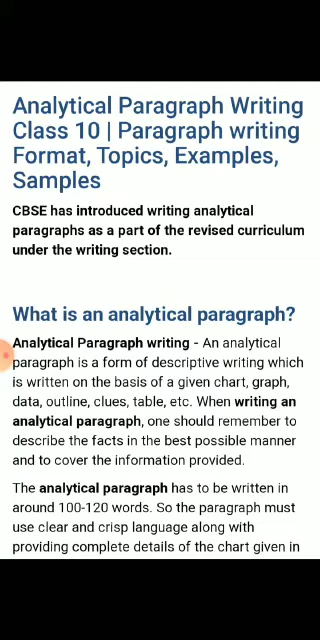 Analytical Paragraph Writing
Class 10 | Paragraph writing
Format, Topics, Examples,
Samples
CBSE has introduced writing analytical
paragraphs as a part of the revised curriculum
under the writing section.
What is an analytical paragraph?
Analytical Paragraph writing - An analytical
paragraph is a form of descriptive writing which
is written on the basis of a given chart, graph,
data, outline, clues, table, etc. When writing an
analytical paragraph, one should remember to
describe the facts in the best possible manner
and to cover the information provided.
The analytical paragraph has to be written in
around 100-120 words. So the paragraph must
use clear and crisp language along with
providing complete details of the chart given in